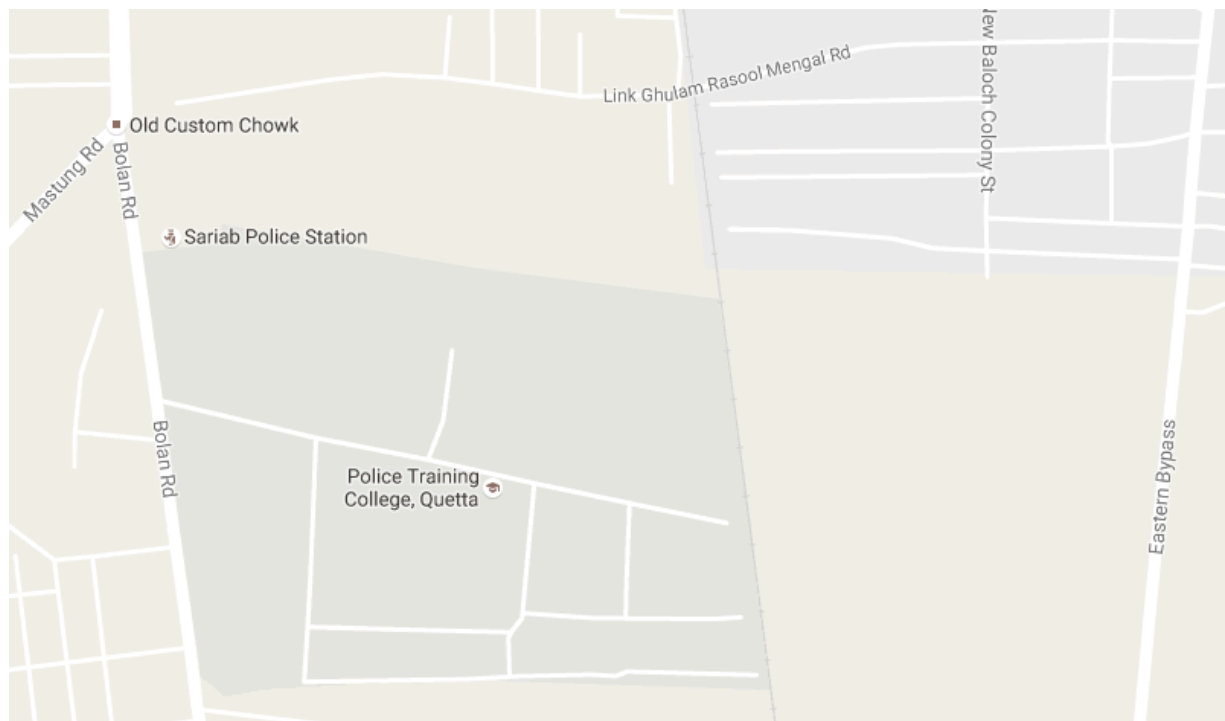 New Baloch Colony St
Link Ghulam Rasool Mengal Rd
Old Custom Chowk
Mastung Rd
Bolan Rd
Sariab Police Station
Bolan Rd
Police Training
College, Quetta
Eastern Bypass